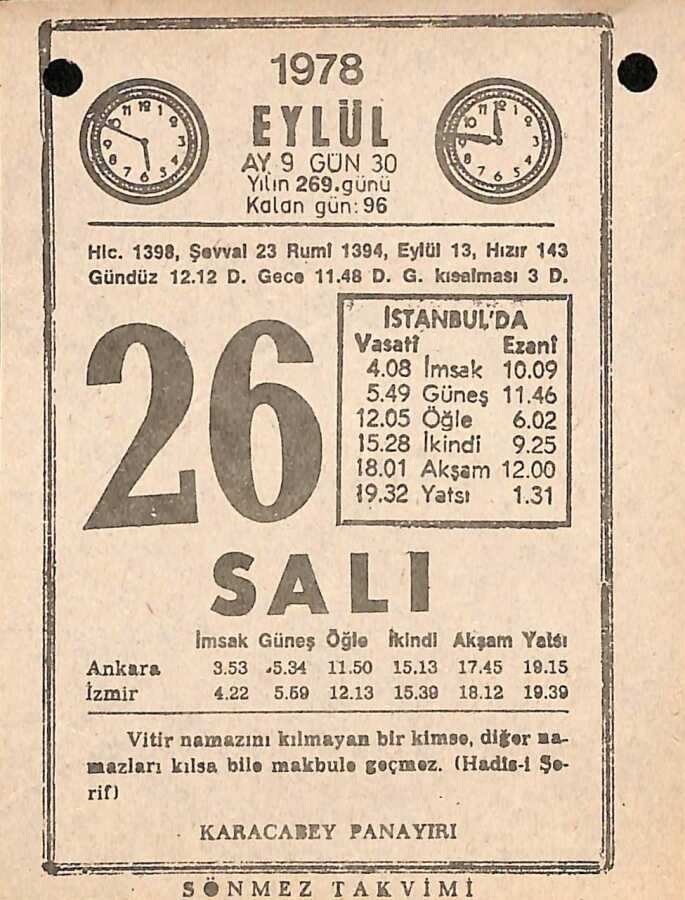 1978
EYLÜL
AY 9 GÜN 30
Yılın 269.günü
Kalan gün: 96
Hic. 1398, Şevval 23 Rumî 1394, Eylül 13, Hızır 143
Gündüz 12.12 D. Gece 11.48 D. G. kısalması 3 D.
26
İSTANBUL'DA
Vasatî Ezanî
4.08 İmsak 10.09
5.49 Güneş 11.46
12.05 Öğle 6.02
15.28 İkindi 9.25
18.01 Akşam 12.00
19.32 Yatsı 1.31
SALI
İmsak Güneş Öğle İkindi Akşam Yatsı
Ankara 3.53 5.34 11.50 15.13 17.45 19.15
İzmir 4.22 5.59 12.13 15.39 18.12 19.39
Vitir namazını kılmayan bir kimse, diğer na-
mazları kılsa bile makbule geçmez. (Hadis-i Şe-
rif)
KARACABEY PANAYIRI
SÖNMEZ TAKVİMİ